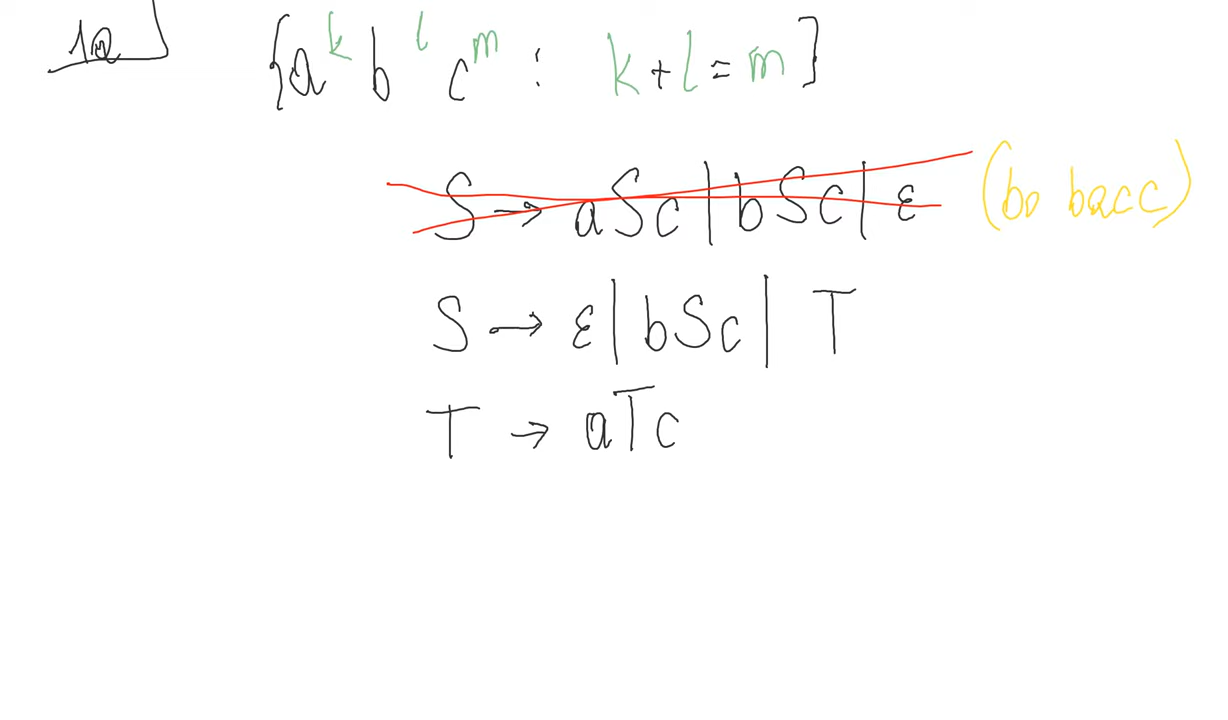 1a
{a^k b^l c^m : k + l = m}
S → aSc | bSc | ε (bo bacc)
S → ε | bSc | T
T → aTc